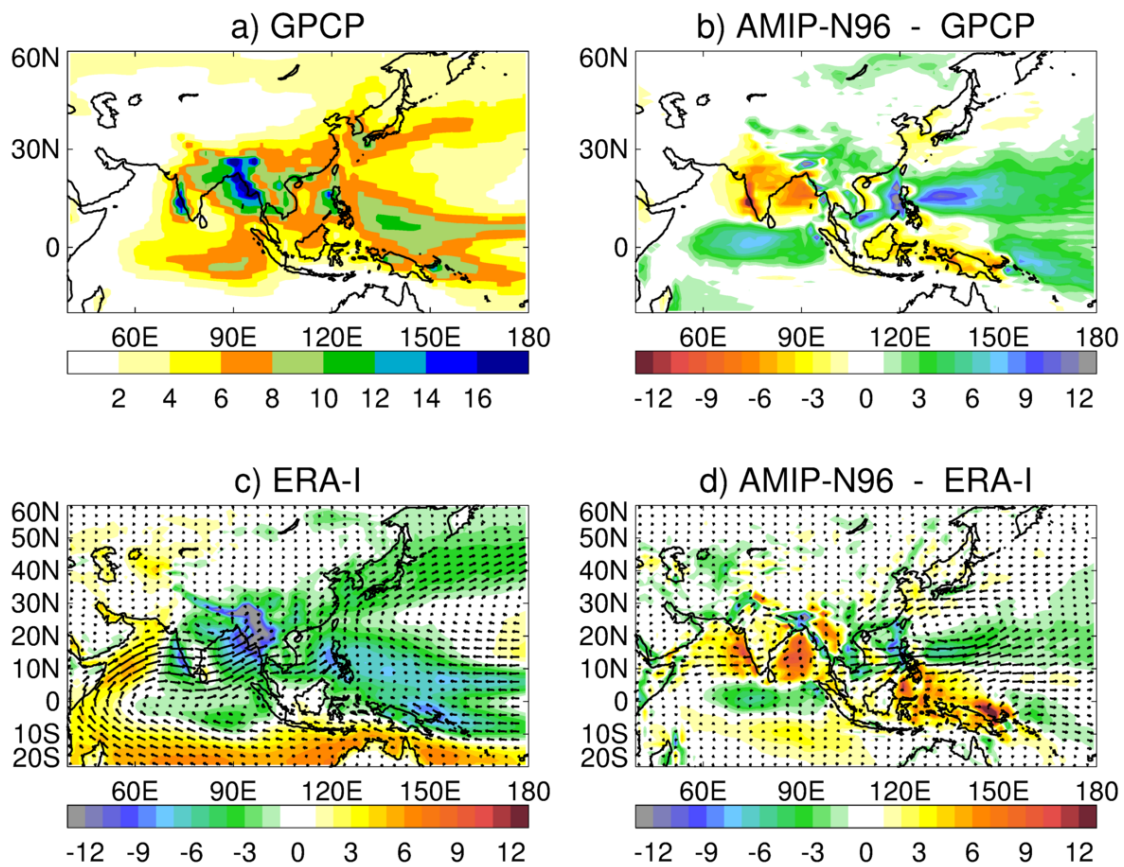 a) GPCP
b) AMIP-N96 - GPCP
60N
30N
0
60E 90E 120E 150E 180
2 4 6 8 10 12 14 16
60N
30N
0
60E 90E 120E 150E 180
-12 -9 -6 -3 0 3 6 9 12
c) ERA-I
d) AMIP-N96 - ERA-I
60N
50N
40N
30N
20N
10N
0
10S
20S
60E 90E 120E 150E 180
-12 -9 -6 -3 0 3 6 9 12
60N
50N
40N
30N
20N
10N
0
10S
20S
60E 90E 120E 150E 180
-12 -9 -6 -3 0 3 6 9 12